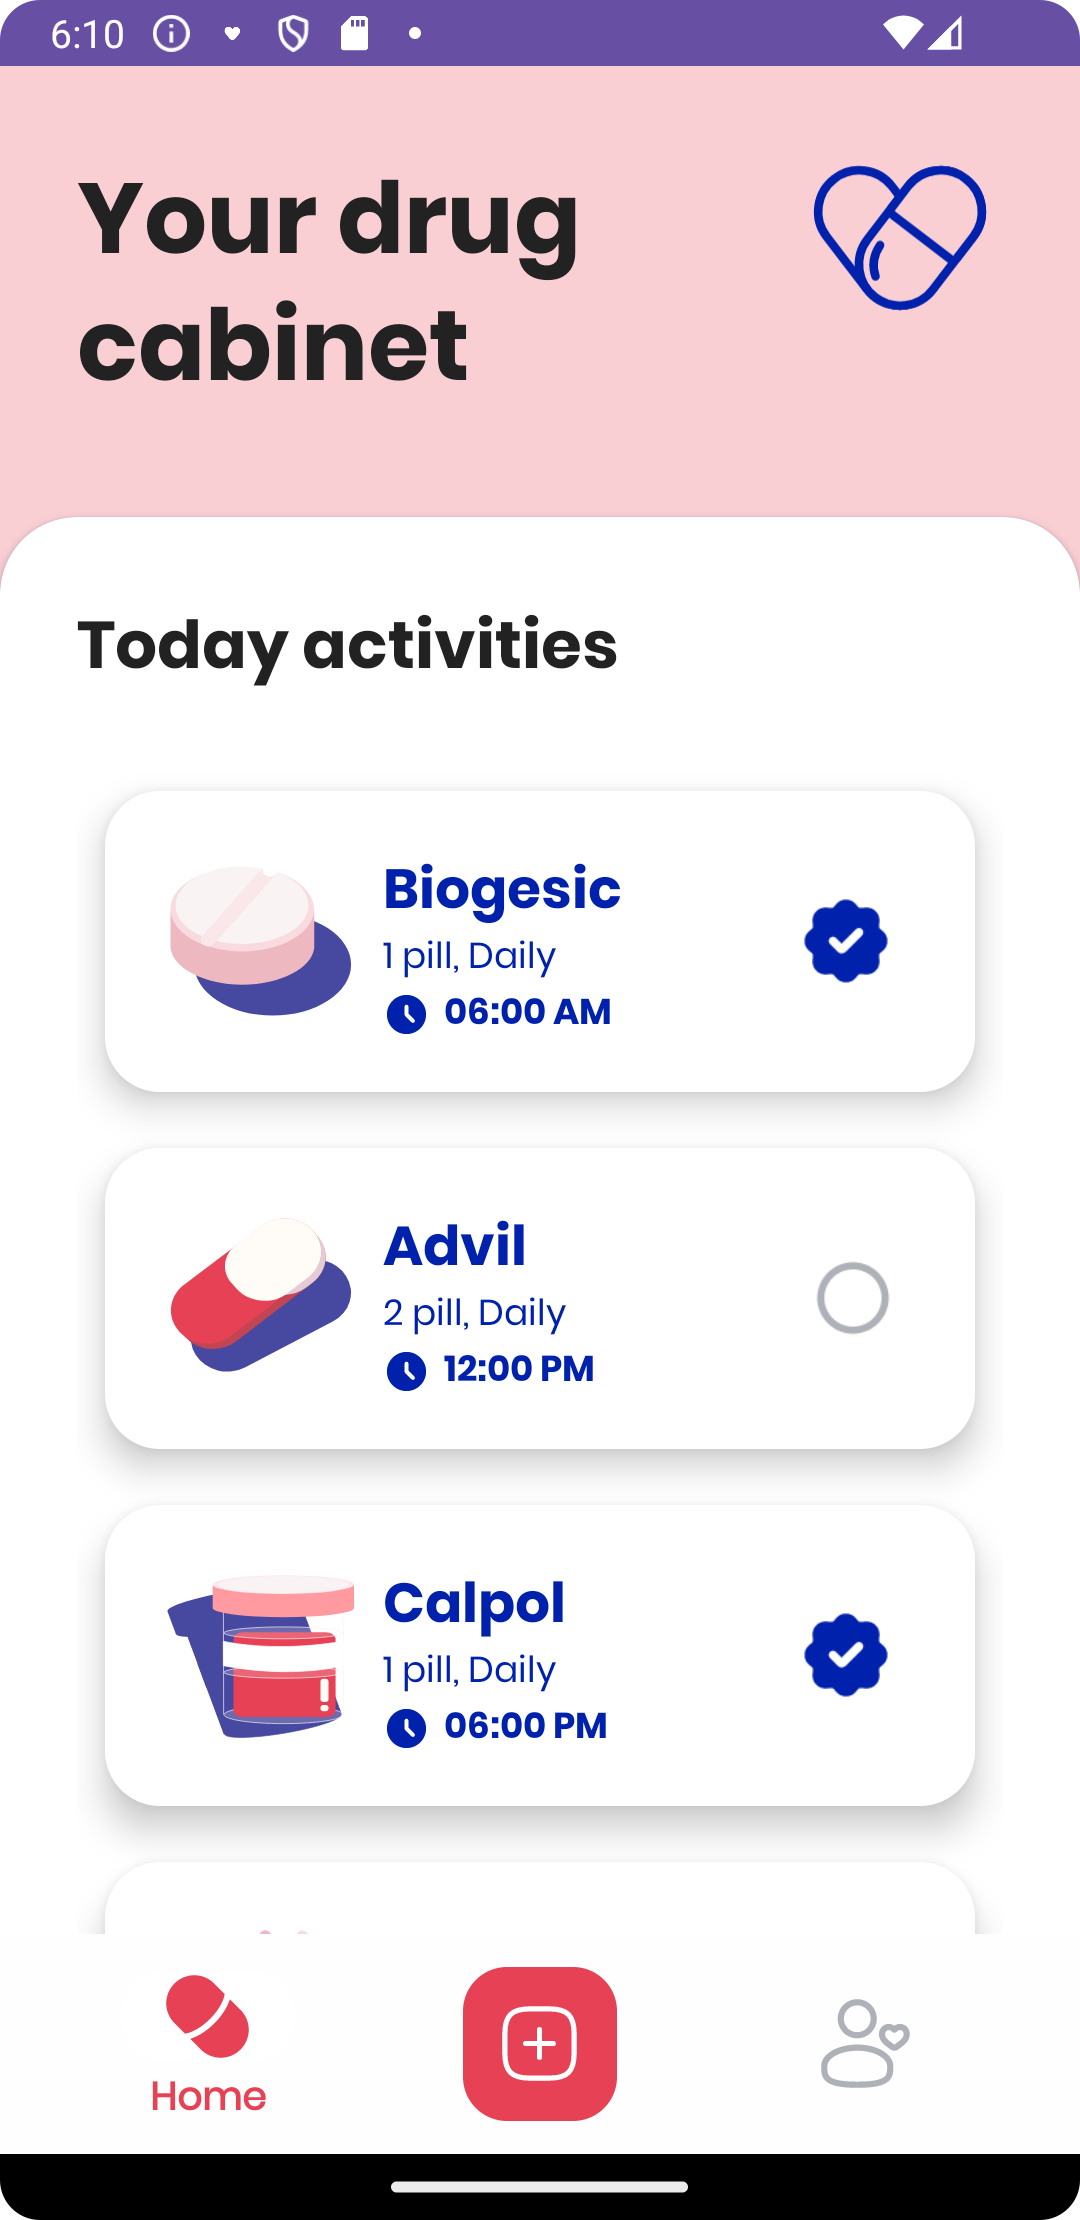 6:10
Your drug
cabinet
Today activities
Biogesic
1 pill, Daily
06:00 AM
Advil
2 pill, Daily
12:00 PM
Calpol
1 pill, Daily
06:00 PM
Home